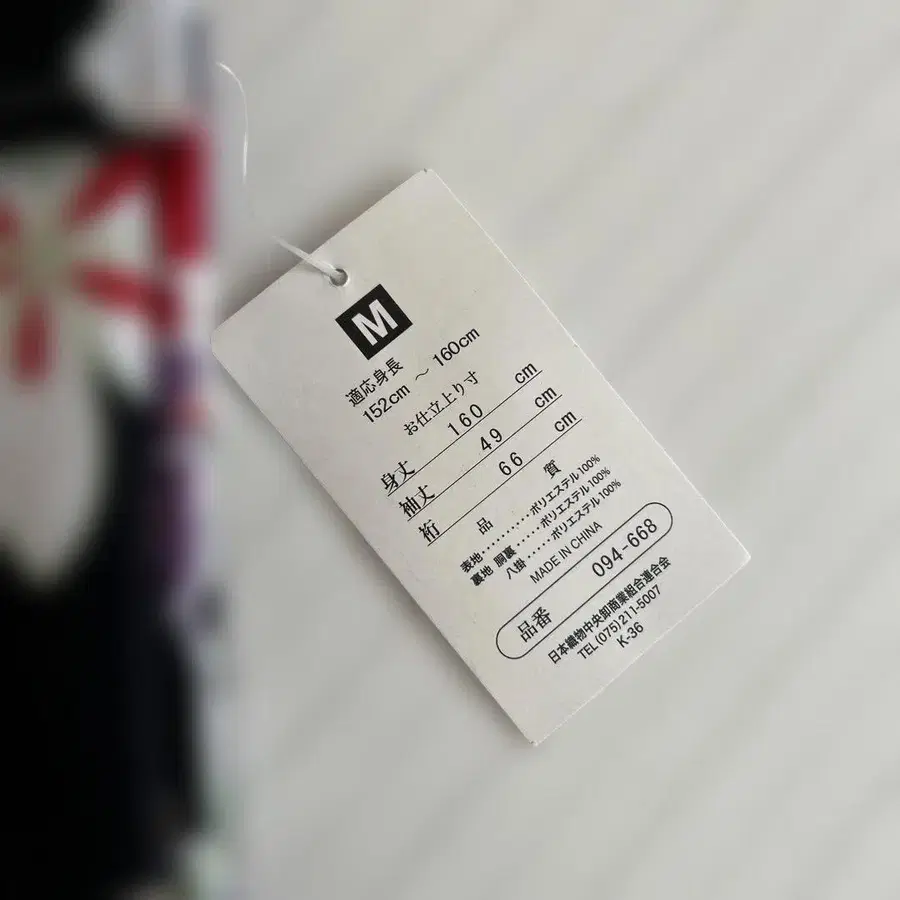 M
適応身長
152cm ～ 160cm
お仕立上り寸
身丈 160 cm
袖丈 49 cm
裄 66 cm
品 質
表地‥‥‥‥‥ポリエステル100%
裏地 胴裏‥‥‥ポリエステル100%
八掛‥‥‥ポリエステル100%
MADE IN CHINA
品番 094-668
日本織物中央卸商業組合連合会
TEL(075)211-5007
K-36